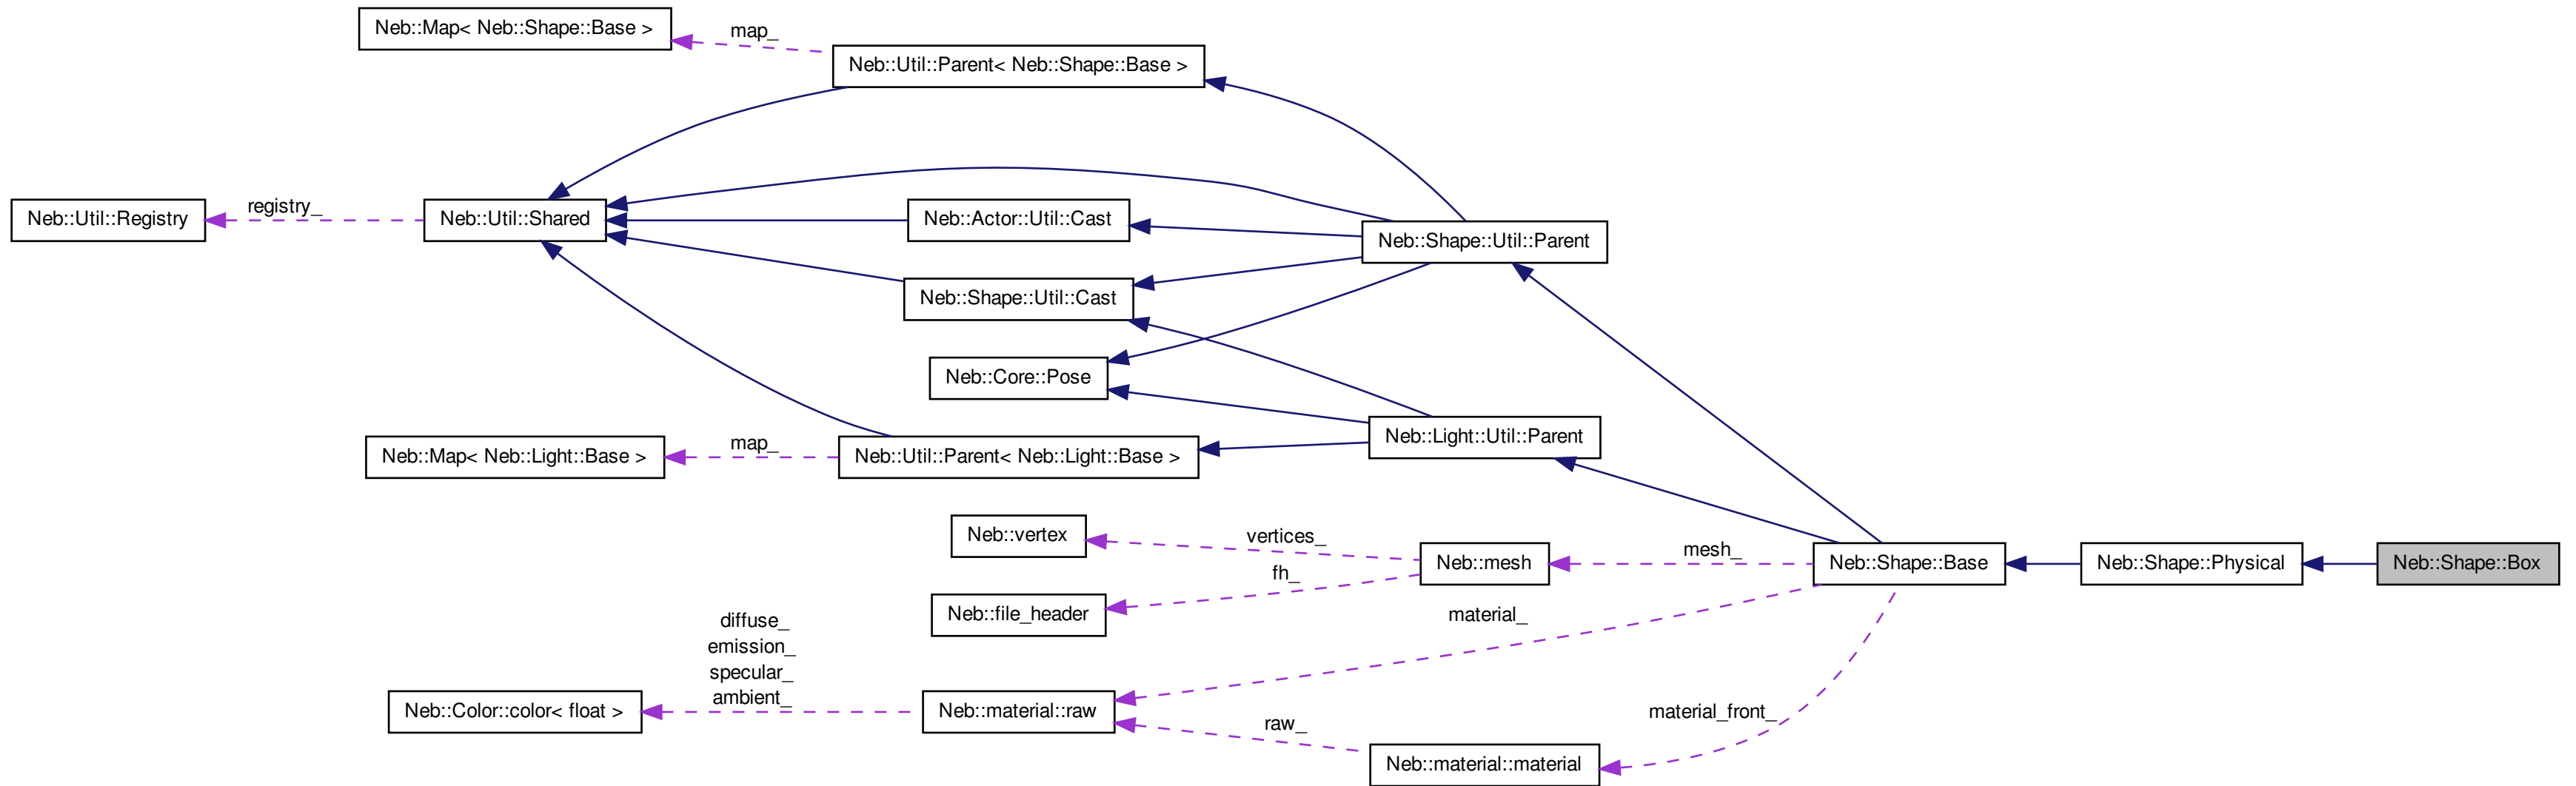 Neb::Map< Neb::Shape::Base >
map_
Neb::Util::Parent< Neb::Shape::Base >
Neb::Util::Registry
registry_
Neb::Util::Shared
Neb::Actor::Util::Cast
Neb::Shape::Util::Parent
Neb::Shape::Util::Cast
Neb::Core::Pose
Neb::Light::Util::Parent
Neb::Map< Neb::Light::Base >
map_
Neb::Util::Parent< Neb::Light::Base >
Neb::vertex
vertices_
fh_
Neb::mesh
mesh_
Neb::Shape::Base
Neb::Shape::Physical
Neb::Shape::Box
Neb::file_header
material_
diffuse_
emission_
specular_
ambient_
Neb::Color::color< float >
Neb::material::raw
raw_
material_front_
Neb::material::material